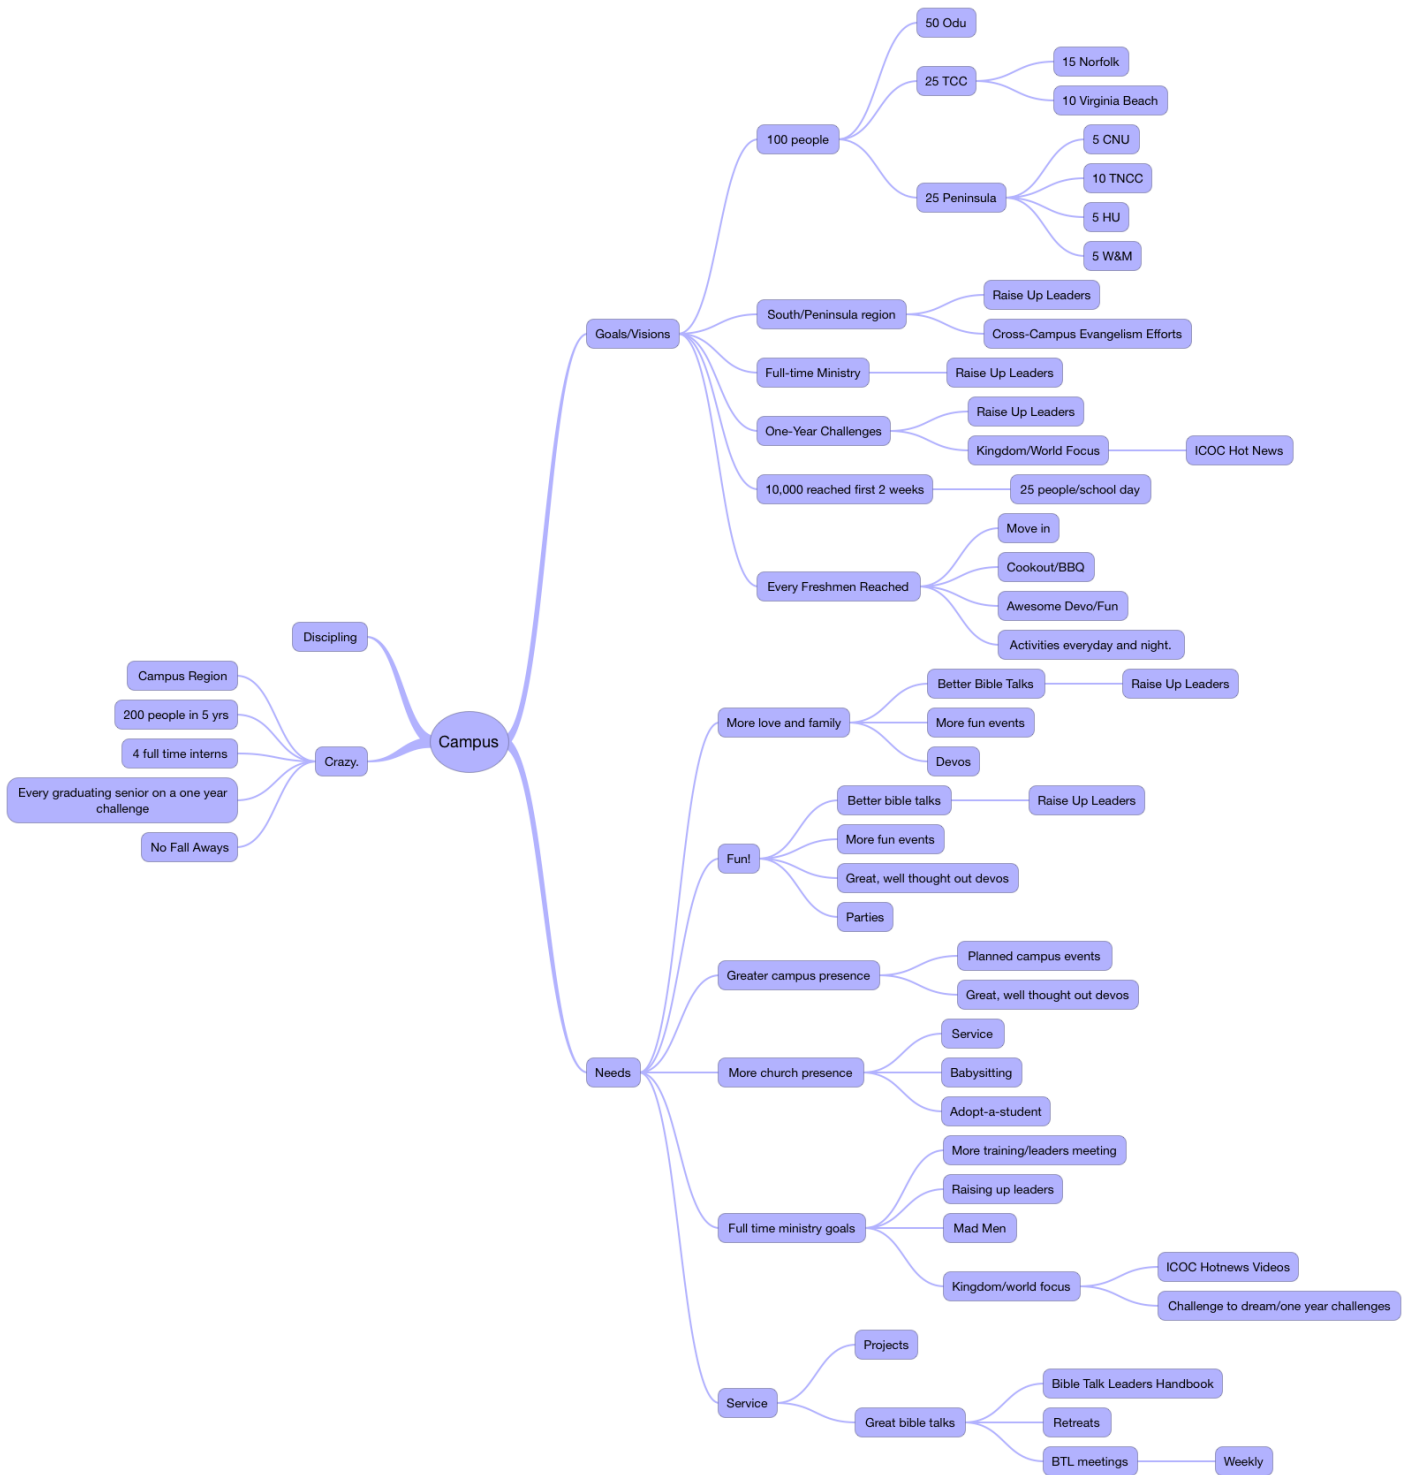 50 Odu
15 Norfolk
25 TCC
10 Virginia Beach
100 people
5 CNU
10 TNCC
25 Peninsula
5 HU
5 W&M
Raise Up Leaders
South/Peninsula region
Goals/Visions
Cross-Campus Evangelism Efforts
Full-time Ministry
Raise Up Leaders
Raise Up Leaders
One-Year Challenges
Kingdom/World Focus
ICOC Hot News
10,000 reached first 2 weeks
25 people/school day
Move in
Cookout/BBQ
Every Freshmen Reached
Awesome Devo/Fun
Activities everyday and night.
Discipling
Campus Region
200 people in 5 yrs
4 full time interns
Crazy.
Every graduating senior on a one year
challenge
No Fall Aways
Campus
Better Bible Talks
Raise Up Leaders
More love and family
More fun events
Devos
Better bible talks
Raise Up Leaders
More fun events
Fun!
Great, well thought out devos
Parties
Planned campus events
Greater campus presence
Great, well thought out devos
Service
Needs
More church presence
Babysitting
Adopt-a-student
More training/leaders meeting
Raising up leaders
Full time ministry goals
Mad Men
ICOC Hotnews Videos
Kingdom/world focus
Challenge to dream/one year challenges
Projects
Service
Bible Talk Leaders Handbook
Great bible talks
Retreats
BTL meetings
Weekly